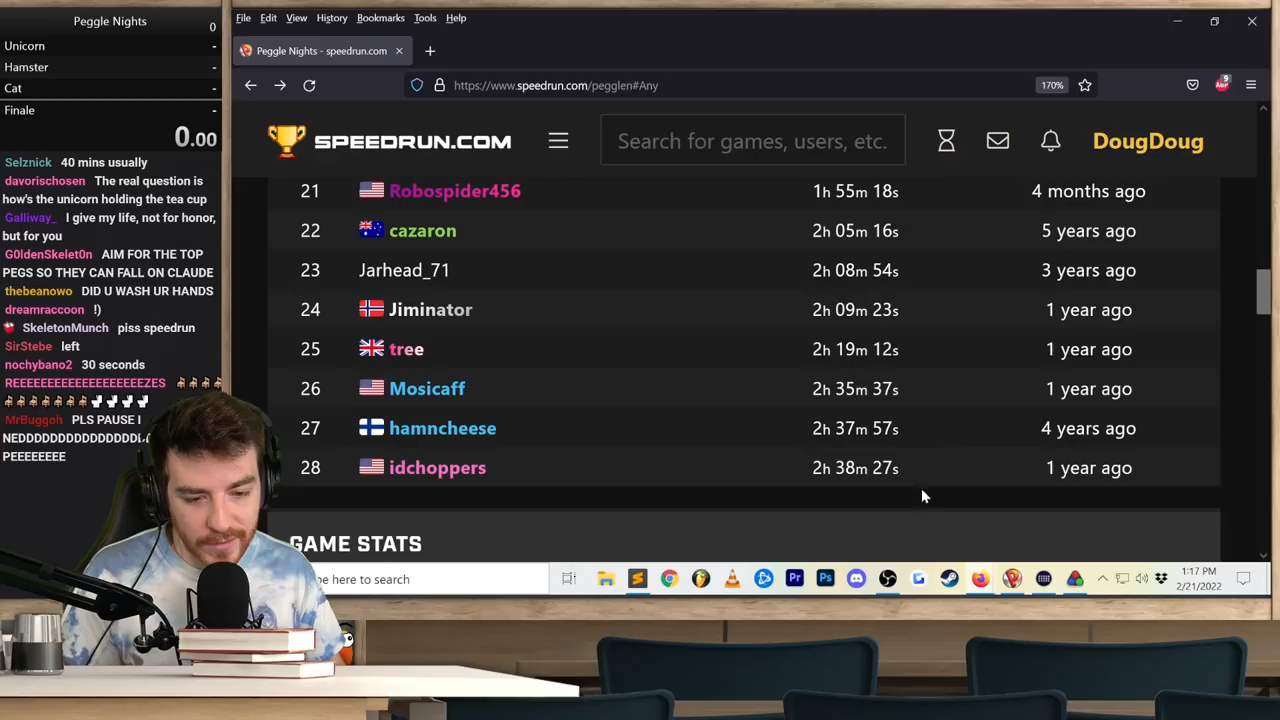 Peggle Nights 0
Unicorn -
Hamster -
Cat -
Finale -
0.00
Selznick 40 mins usually
davorischosen The real question is
how's the unicorn holding the tea cup
Galliway_ I give my life, not for honor,
but for you
G0ldenSkelet0n AIM FOR THE TOP
PEGS SO THEY CAN FALL ON CLAUDE
thebeanowo DID U WASH UR HANDS
dreamraccoon !)
SkeletonMunch piss speedrun
SirStebe left
nochybano2 30 seconds
REEEEEEEEEEEEEEEEEEEZES
MrBuggoh PLS PAUSE I
PEEEEEEEE
File Edit View History Bookmarks Tools Help
Peggle Nights - speedrun.com
https://www.speedrun.com/pegglen#Any 170% 9
SPEEDRUN.COM Search for games, users, etc. DougDoug
21 Robospider456 1h 55m 18s 4 months ago
22 cazaron 2h 05m 16s 5 years ago
23 Jarhead_71 2h 08m 54s 3 years ago
24 Jiminator 2h 09m 23s 1 year ago
25 tree 2h 19m 12s 1 year ago
26 Mosicaff 2h 35m 37s 1 year ago
27 hamncheese 2h 37m 57s 4 years ago
28 idchoppers 2h 38m 27s 1 year ago
GAME STATS
pe here to search
Pr Ps
1:17 PM
2/21/2022